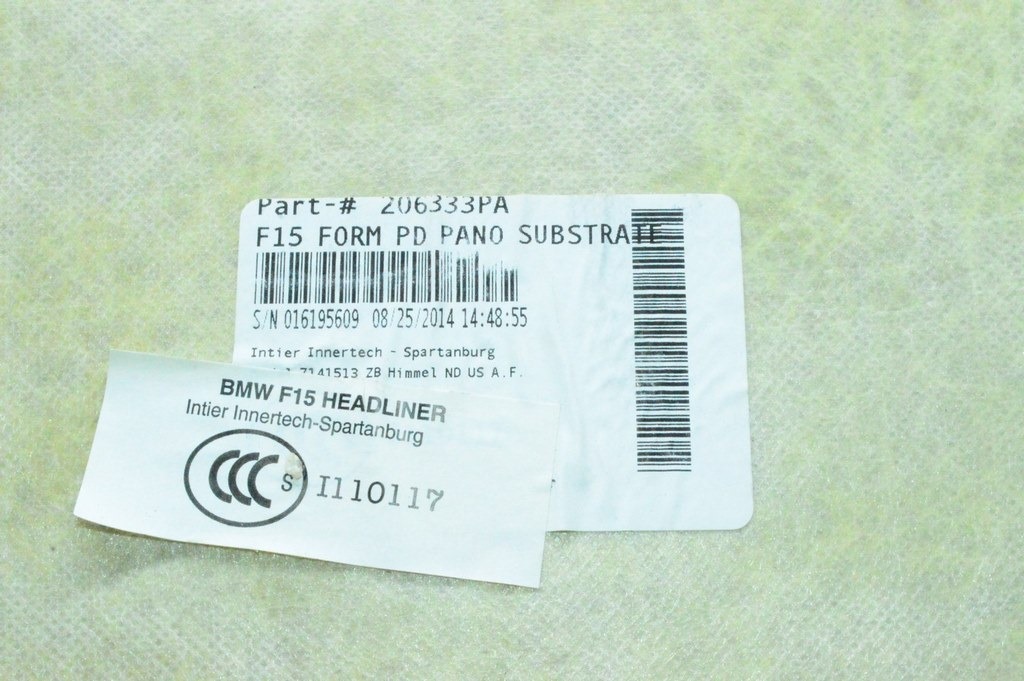 Part-# 206333PA
F15 FORM PD PANO SUBSTRATE
S/N 016195609 08/25/2014 14:48:55
Intier Innertech - Spartanburg
7141513 ZB Himmel ND US A.F.
BMW F15 HEADLINER
Intier Innertech-Spartanburg
CCC S I110117